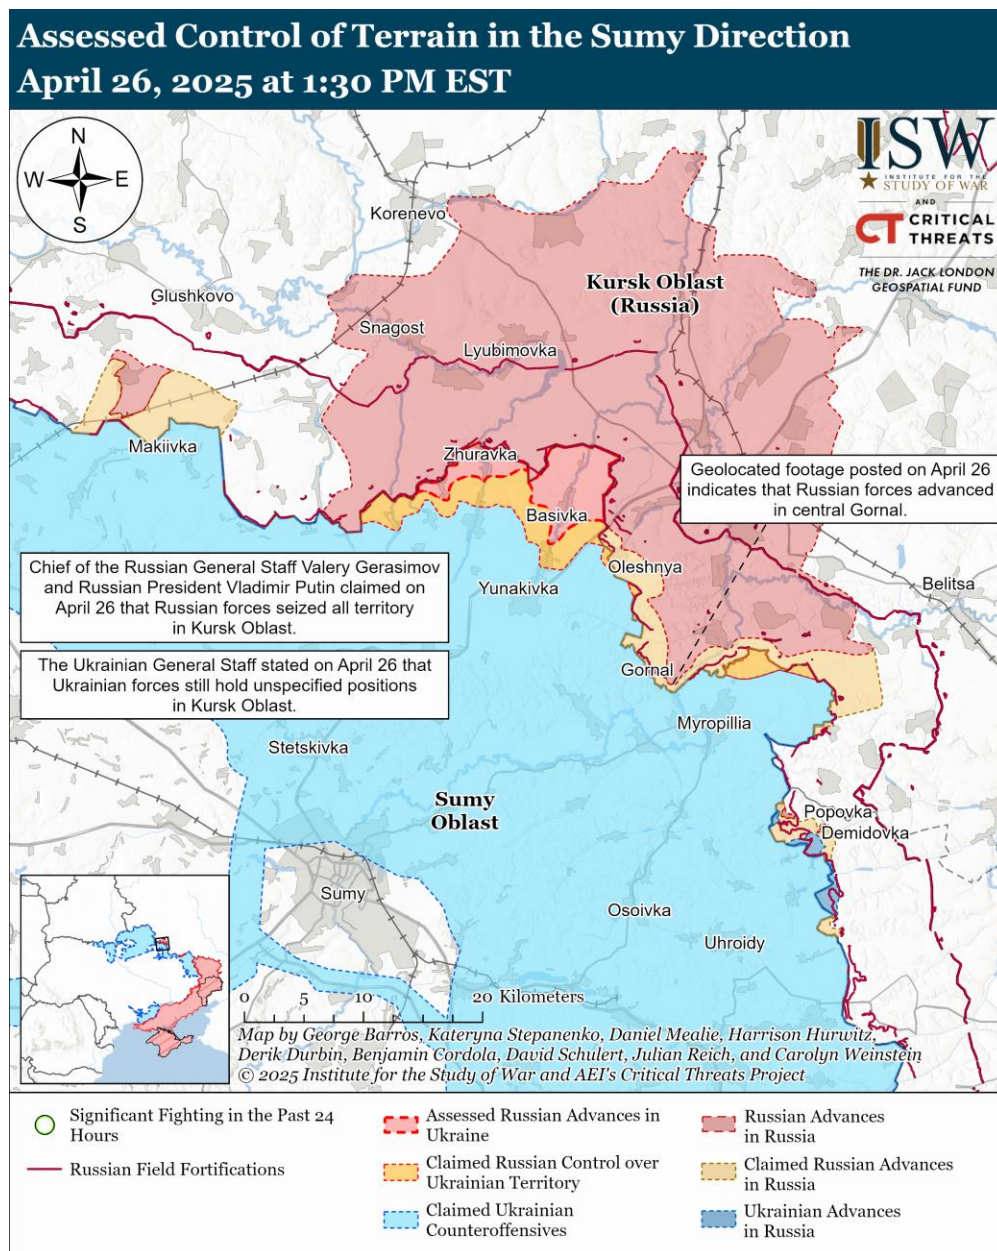 Assessed Control of Terrain in the Sumy Direction
April 26, 2025 at 1:30 PM EST
N
W E
S
ISW
INSTITUTE FOR THE
STUDY OF WAR
AND
CT CRITICAL
THREATS
THE DR. JACK LONDON
GEOSPATIAL FUND
Korenevo
Kursk Oblast
(Russia)
Glushkovo
Snagost
Lyubimovka
Makiivka
Zhuravka
Geolocated footage posted on April 26
indicates that Russian forces advanced
in central Gornal.
Basivka
Chief of the Russian General Staff Valery Gerasimov
and Russian President Vladimir Putin claimed on
April 26 that Russian forces seized all territory
in Kursk Oblast.
Oleshnya
Yunakivka
Belitsa
The Ukrainian General Staff stated on April 26 that
Ukrainian forces still hold unspecified positions
in Kursk Oblast.
Gornal
Myropillia
Stetskivka
Sumy
Oblast
Popovka
Demidovka
Sumy
Osoivka
Uhroidy
0 5 10 20 Kilometers
Map by George Barros, Kateryna Stepanenko, Daniel Mealie, Harrison Hurwitz,
Derik Durbin, Benjamin Cordola, David Schulert, Julian Reich, and Carolyn Weinstein
© 2025 Institute for the Study of War and AEI's Critical Threats Project
Significant Fighting in the Past 24
Hours
Russian Field Fortifications
Assessed Russian Advances in
Ukraine
Claimed Russian Control over
Ukrainian Territory
Claimed Ukrainian
Counteroffensives
Russian Advances
in Russia
Claimed Russian Advances
in Russia
Ukrainian Advances
in Russia